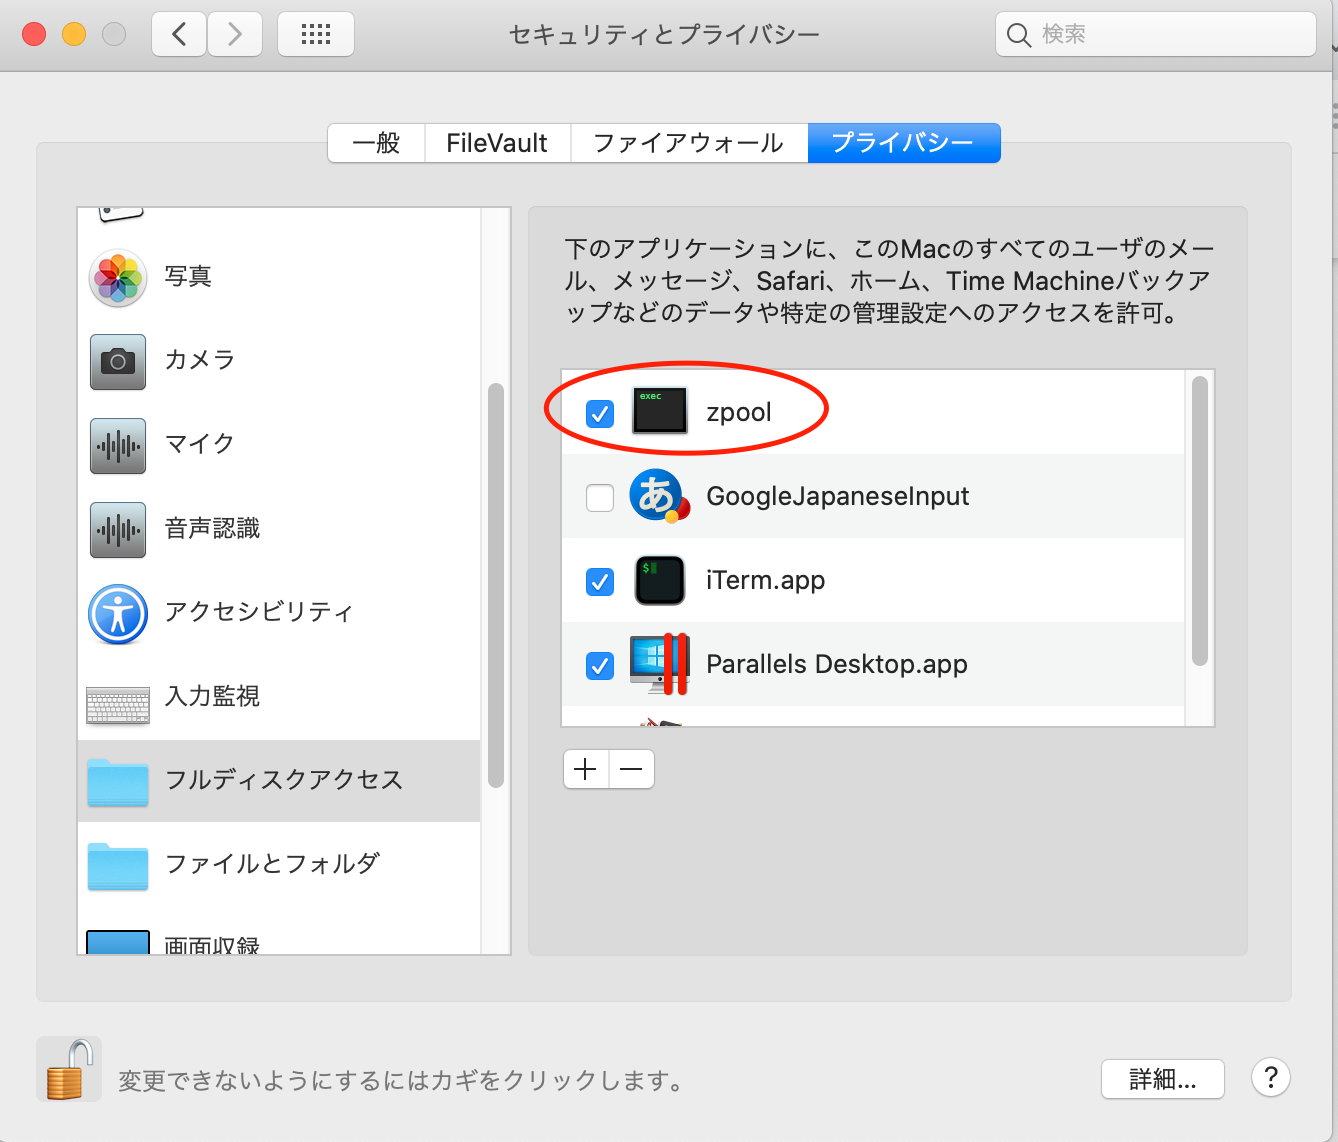 セキュリティとプライバシー
検索
一般
FileVault
ファイアウォール
プライバシー
写真
カメラ
マイク
音声認識
アクセシビリティ
入力監視
フルディスクアクセス
ファイルとフォルダ
画面収録
下のアプリケーションに、このMacのすべてのユーザのメー
ル、メッセージ、Safari、ホーム、Time Machineバックア
ップなどのデータや特定の管理設定へのアクセスを許可。
exec
zpool
あ
GoogleJapaneseInput
$
iTerm.app
Parallels Desktop.app
変更できないようにするにはカギをクリックします。
詳細...
?